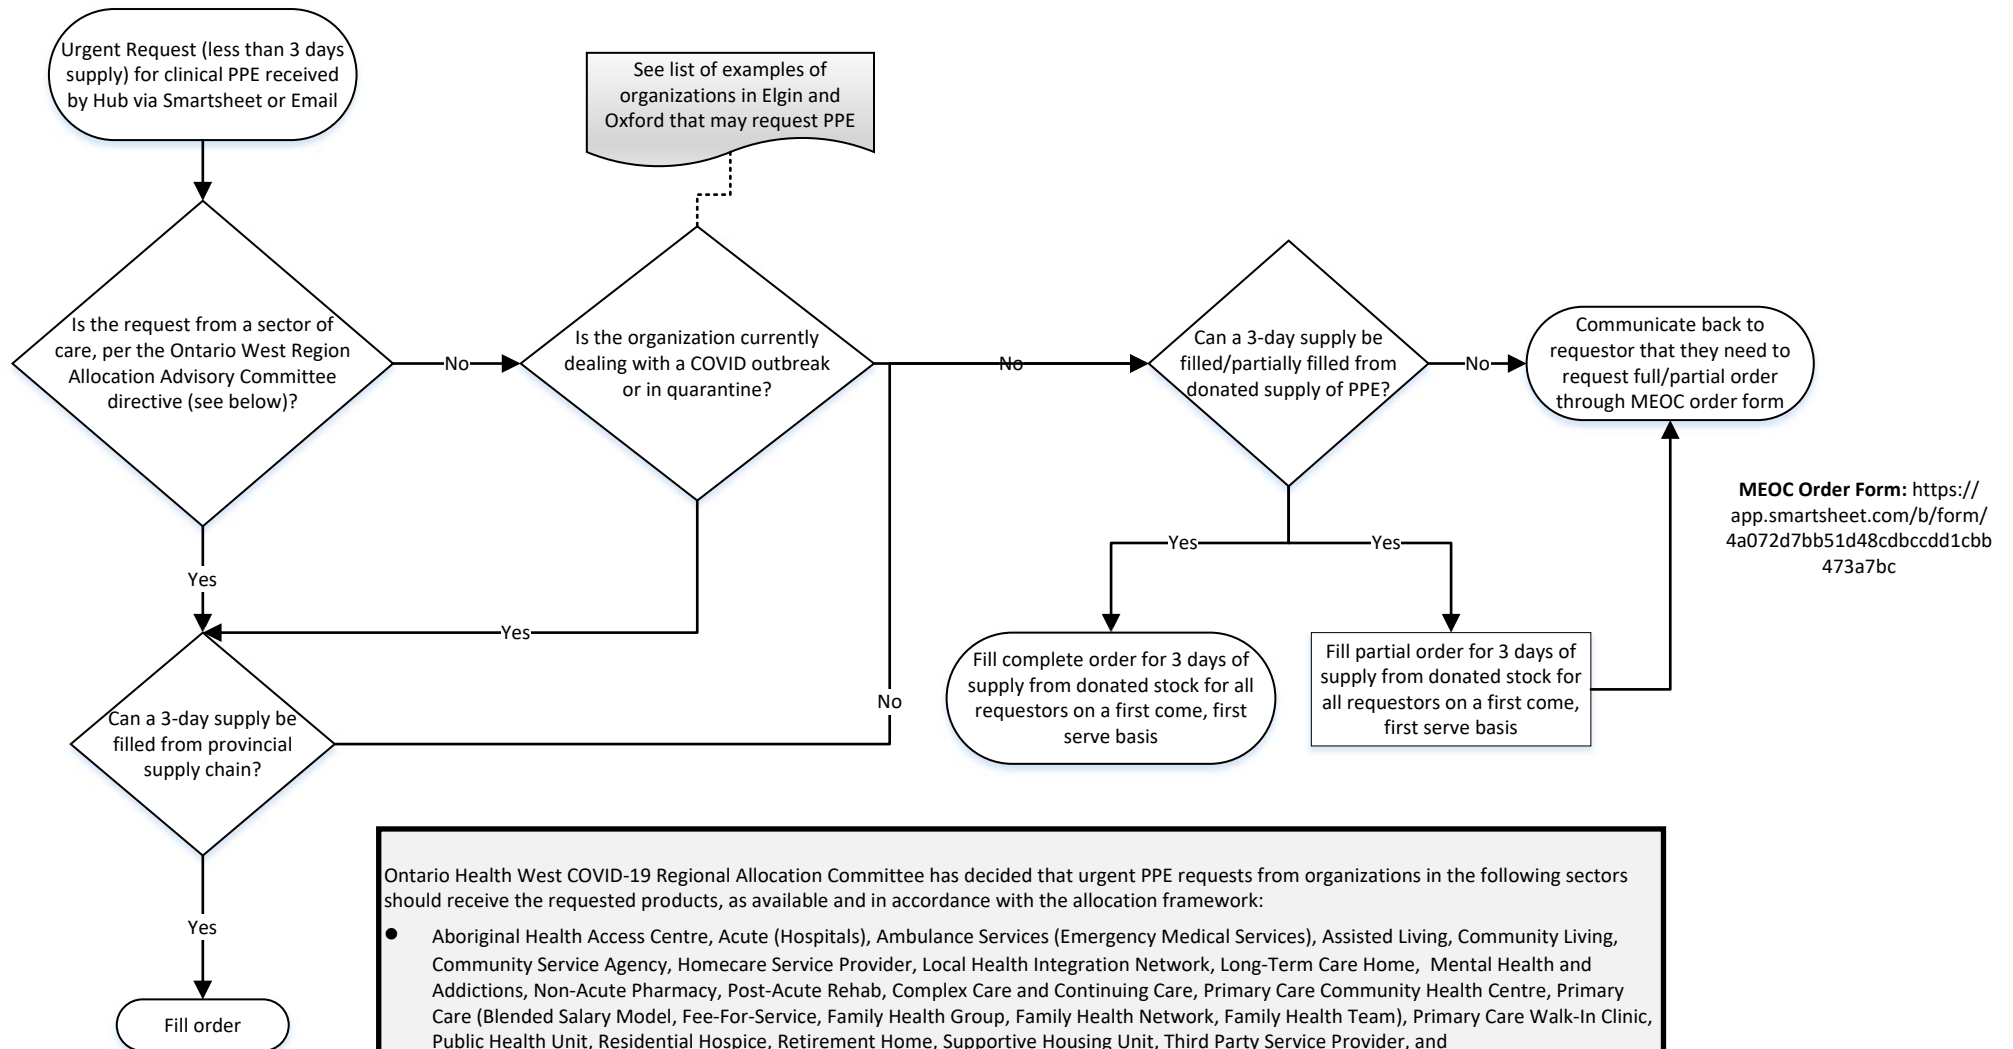 Urgent Request (less than 3 days
supply) for clinical PPE received
by Hub via Smartsheet or Email
See list of examples of
organizations in Elgin and
Oxford that may request PPE
Is the request from a sector of
care, per the Ontario West Region
Allocation Advisory Committee
directive (see below)?
No
Is the organization currently
dealing with a COVID outbreak
or in quarantine?
No
Can a 3-day supply be
filled/partially filled from
donated supply of PPE?
No
Communicate back to
requestor that they need to
request full/partial order
through MEOC order form
MEOC Order Form: https://
app.smartsheet.com/b/form/
4a072d7bb51d48cdbccdd1cbb
473a7bc
Yes
Yes
Yes
Yes
Fill complete order for 3 days of
supply from donated stock for all
requestors on a first come, first
serve basis
Fill partial order for 3 days of
supply from donated stock for
all requestors on a first come,
first serve basis
Can a 3-day supply be
filled from provincial
supply chain?
No
Yes
Fill order
Ontario Health West COVID-19 Regional Allocation Committee has decided that urgent PPE requests from organizations in the following sectors
should receive the requested products, as available and in accordance with the allocation framework:
● Aboriginal Health Access Centre, Acute (Hospitals), Ambulance Services (Emergency Medical Services), Assisted Living, Community Living,
Community Service Agency, Homecare Service Provider, Local Health Integration Network, Long-Term Care Home, Mental Health and
Addictions, Non-Acute Pharmacy, Post-Acute Rehab, Complex Care and Continuing Care, Primary Care Community Health Centre, Primary
Care (Blended Salary Model, Fee-For-Service, Family Health Group, Family Health Network, Family Health Team), Primary Care Walk-In Clinic,
Public Health Unit, Residential Hospice, Retirement Home, Supportive Housing Unit, Third Party Service Provider, and